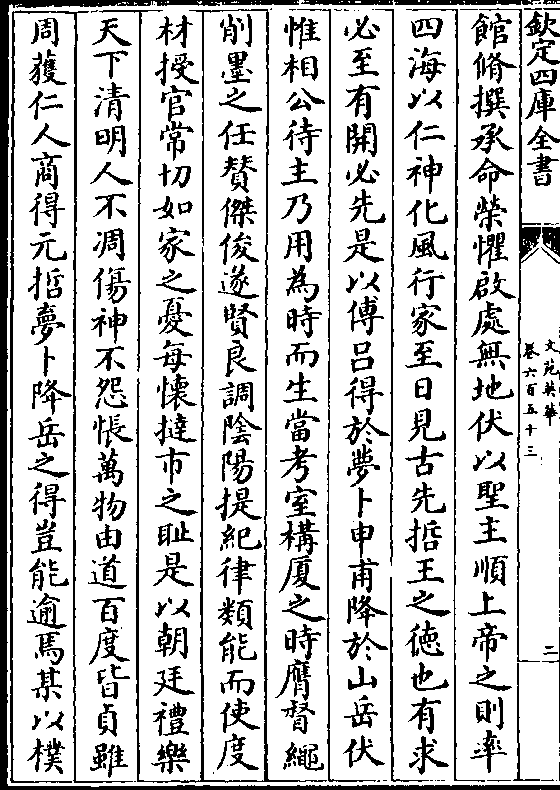 欽定四庫全書
文苑英華
卷六百五十三
二
館脩撰承命榮懼啟處無地伏以聖主順上帝之則率
四海以仁神化風行家至日見古先哲王之德也有求
必至有開必先是以傅呂得於夢卜申甫降於山岳伏
惟相公待主乃用為時而生當考室構厦之時膺督繩
削墨之任贊傑俊遂賢良調隂陽提紀律類能而使度
材授官常切如家之憂每懐撻市之耻是以朝廷禮樂
天下清明人不凋傷神不怨悵萬物由道百度皆貞雖
周蒦仁人商得元哲夢卜降岳之得豈能逾焉某以樸